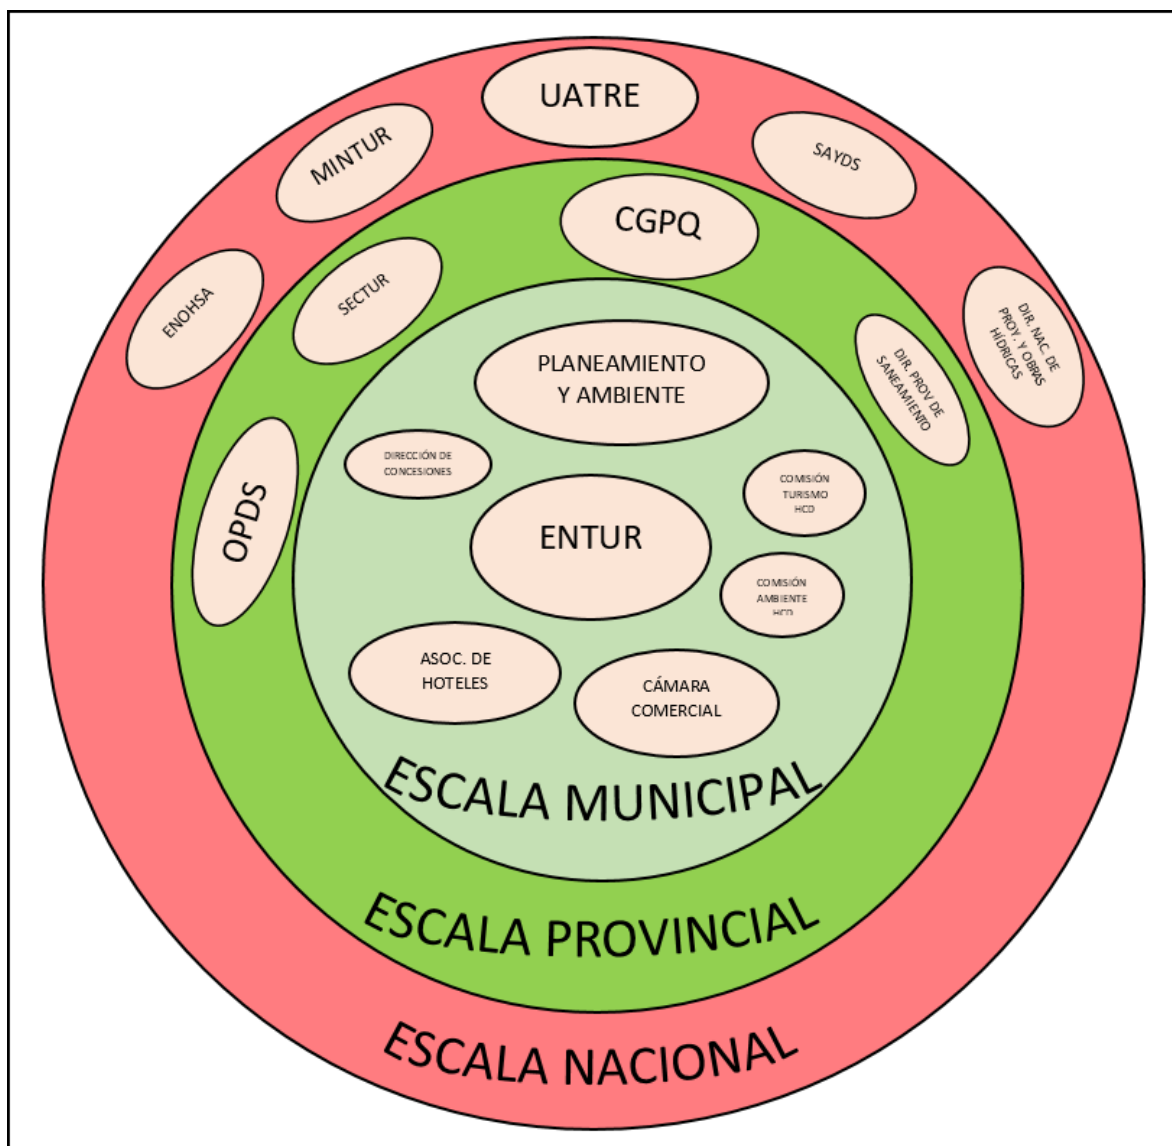 UATRE
MINTUR
SAYDS
CGPQ
SECTUR
ENOHSA
DIR. NAC. DE
PROY. Y OBRAS
HÍDRICAS
DIR. PROV DE
SANEAMIENTO
PLANEAMIENTO
Y AMBIENTE
DIRECCIÓN DE
CONCESIONES
COMISIÓN
TURISMO
HCD
OPDS
ENTUR
COMISIÓN
AMBIENTE
HCD
ASOC. DE
HOTELES
CÁMARA
COMERCIAL
ESCALA MUNICIPAL
ESCALA PROVINCIAL
ESCALA NACIONAL